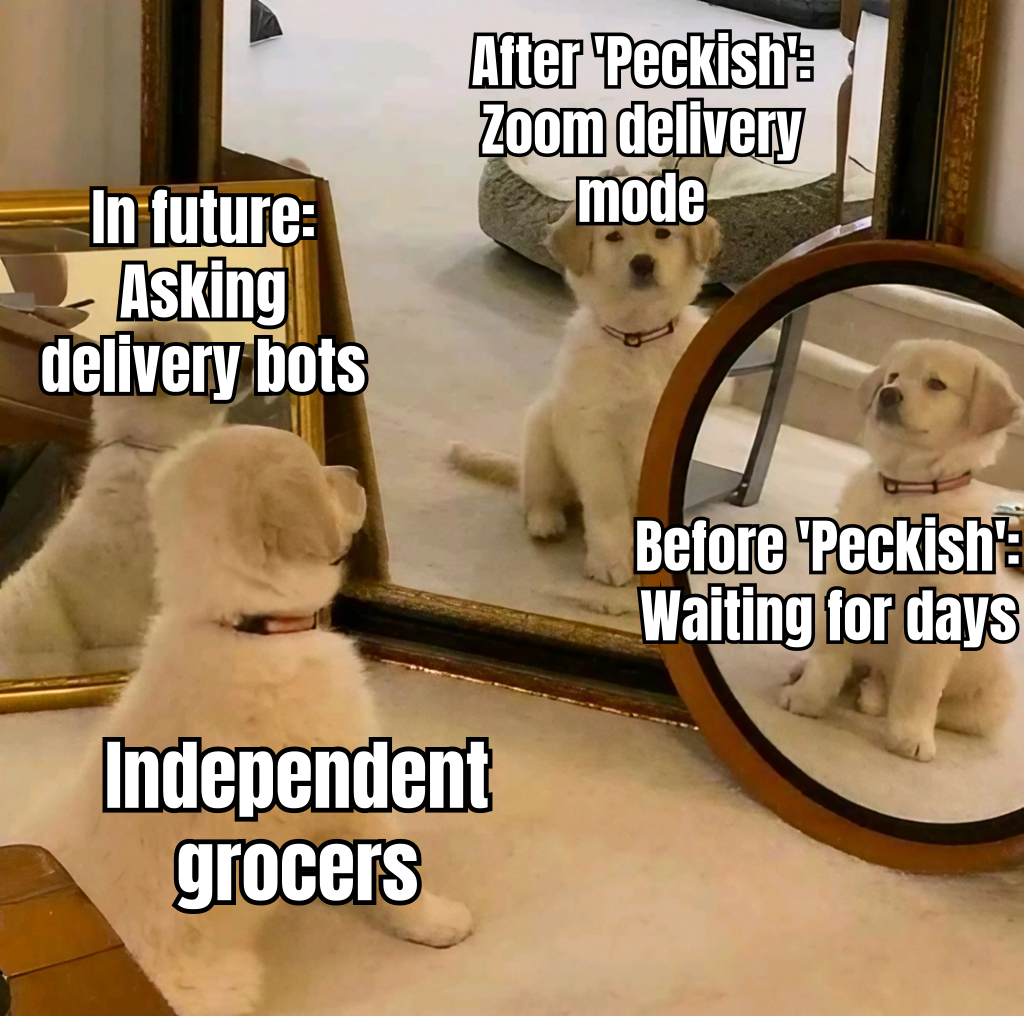 After 'Peckish':
Zoom delivery
mode
In future:
Asking
delivery bots
Before 'Peckish':
Waiting for days
Independent
grocers